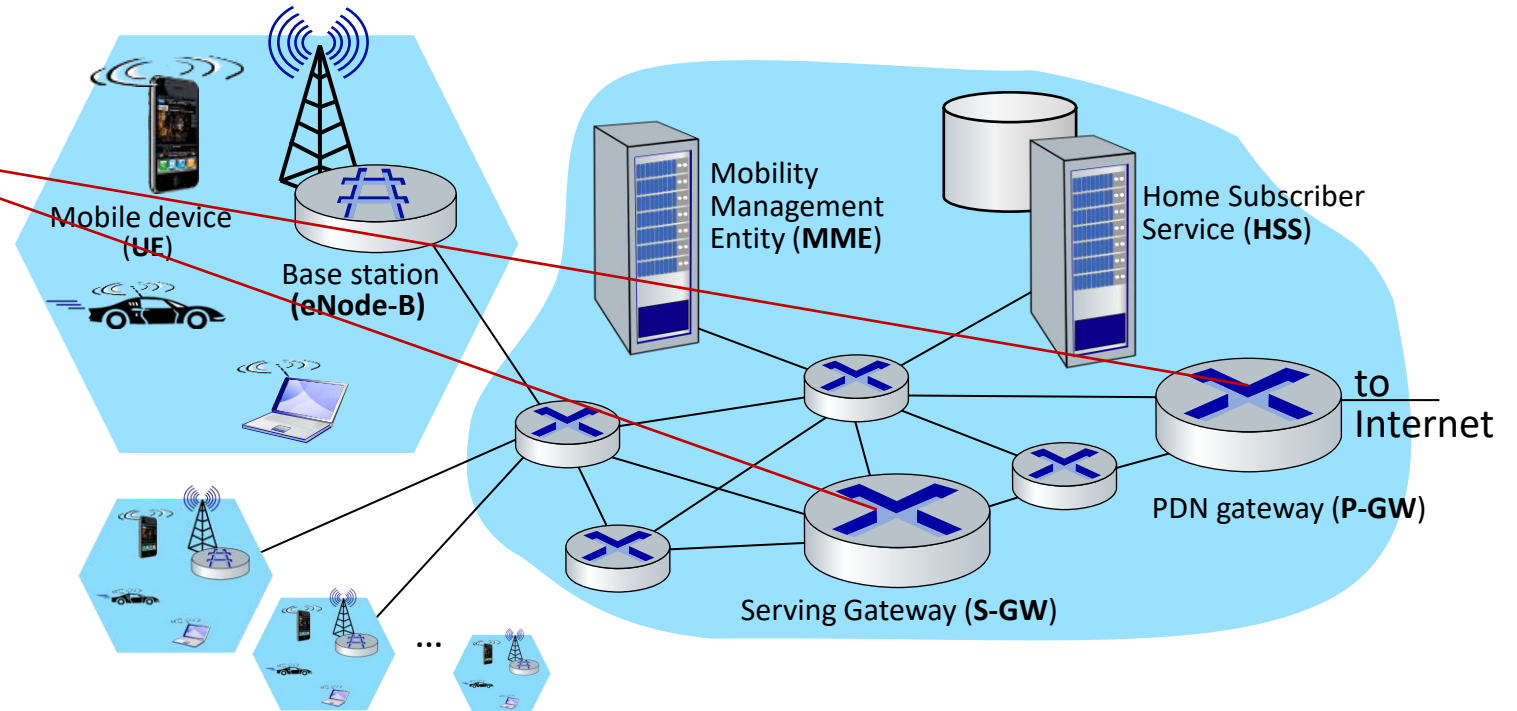 Mobile device
(UE)
Base station
(eNode-B)
Mobility
Management
Entity (MME)
Home Subscriber
Service (HSS)
to
Internet
PDN gateway (P-GW)
Serving Gateway (S-GW)
...